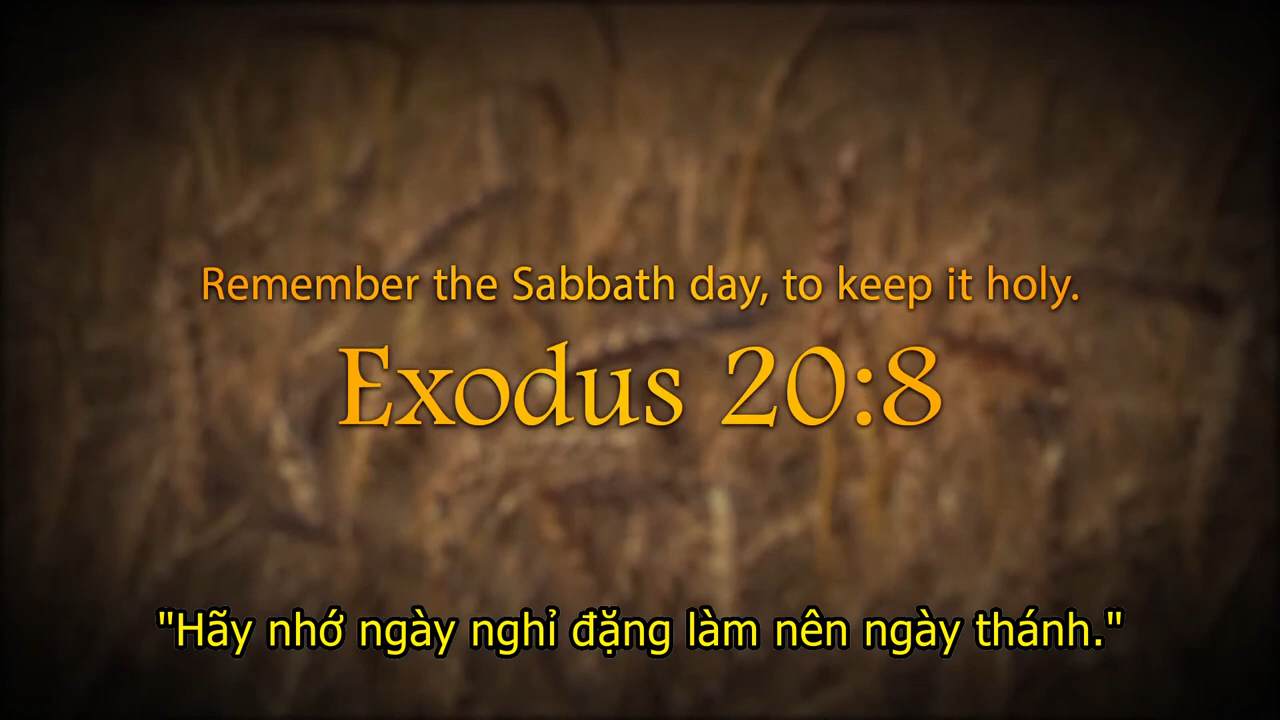 Remember the Sabbath day, to keep it holy.
Exodus 20:8
"Hãy nhớ ngày nghỉ đặng làm nên ngày thánh."